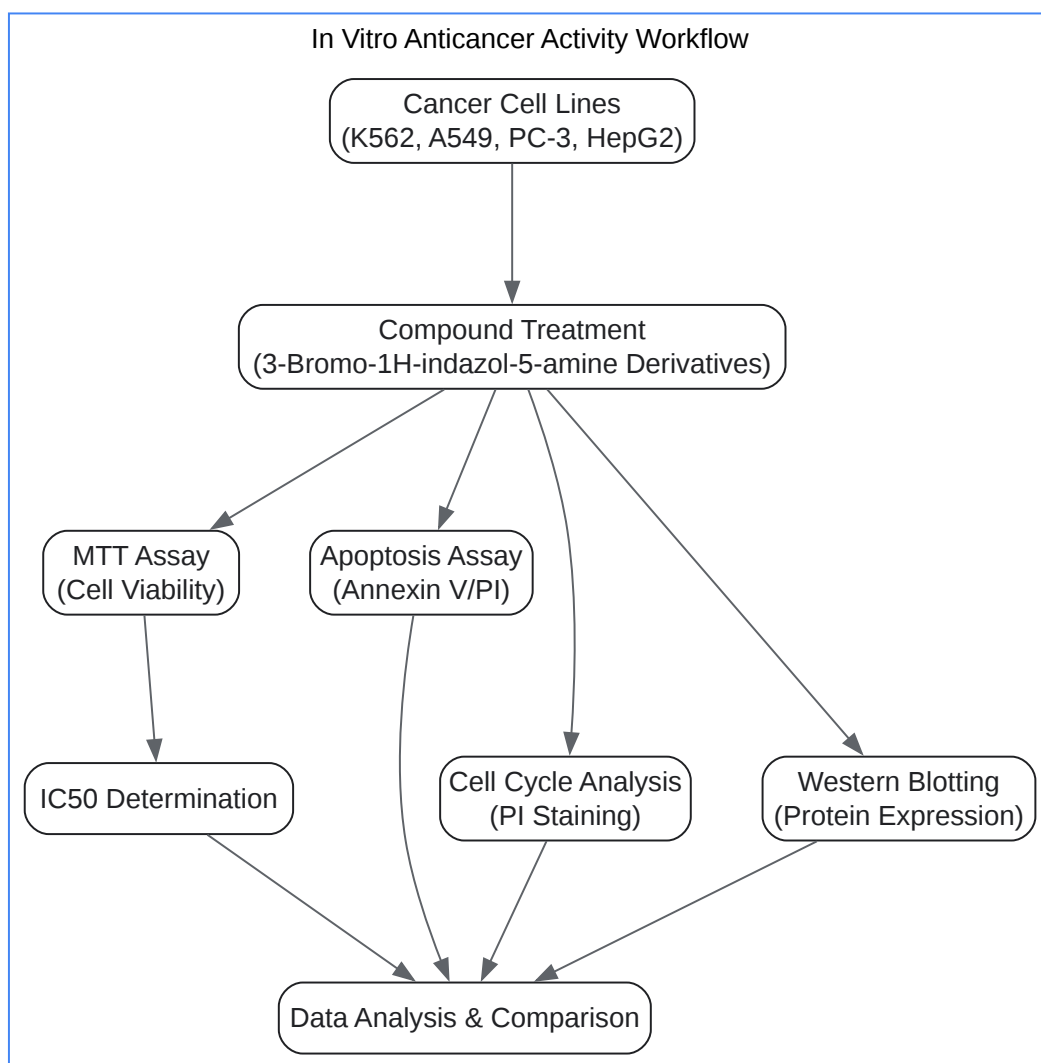 In Vitro Anticancer Activity Workflow
Cancer Cell Lines
(K562, A549, PC-3, HepG2)
Compound Treatment
(3-Bromo-1H-indazol-5-amine Derivatives)
MTT Assay
(Cell Viability)
Apoptosis Assay
(Annexin V/PI)
IC50 Determination
Cell Cycle Analysis
(PI Staining)
Western Blotting
(Protein Expression)
Data Analysis & Comparison